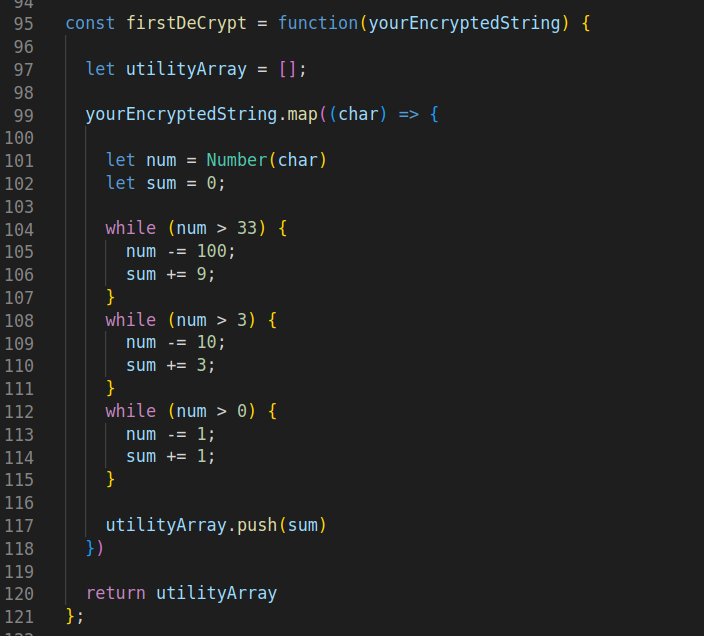 94
95 const firstDeCrypt = function(yourEncryptedString) {
96
97 let utilityArray = [];
98
99 yourEncryptedString.map((char) => {
100
101 let num = Number(char)
102 let sum = 0;
103
104 while (num > 33) {
105 num -= 100;
106 sum += 9;
107 }
108 while (num > 3) {
109 num -= 10;
110 sum += 3;
111 }
112 while (num > 0) {
113 num -= 1;
114 sum += 1;
115 }
116
117 utilityArray.push(sum)
118 })
119
120 return utilityArray
121 };